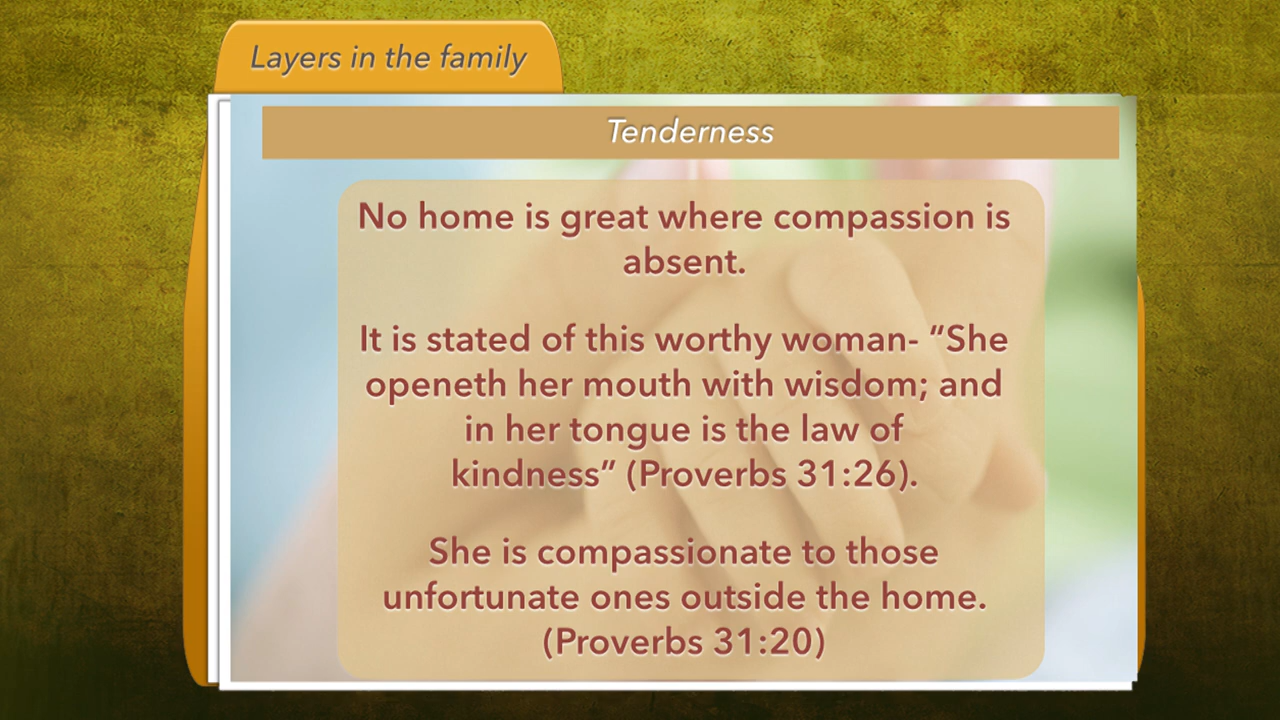 Layers in the family
Tenderness
No home is great where compassion is
absent.
It is stated of this worthy woman- “She
openeth her mouth with wisdom; and
in her tongue is the law of
kindness” (Proverbs 31:26).
She is compassionate to those
unfortunate ones outside the home.
(Proverbs 31:20)